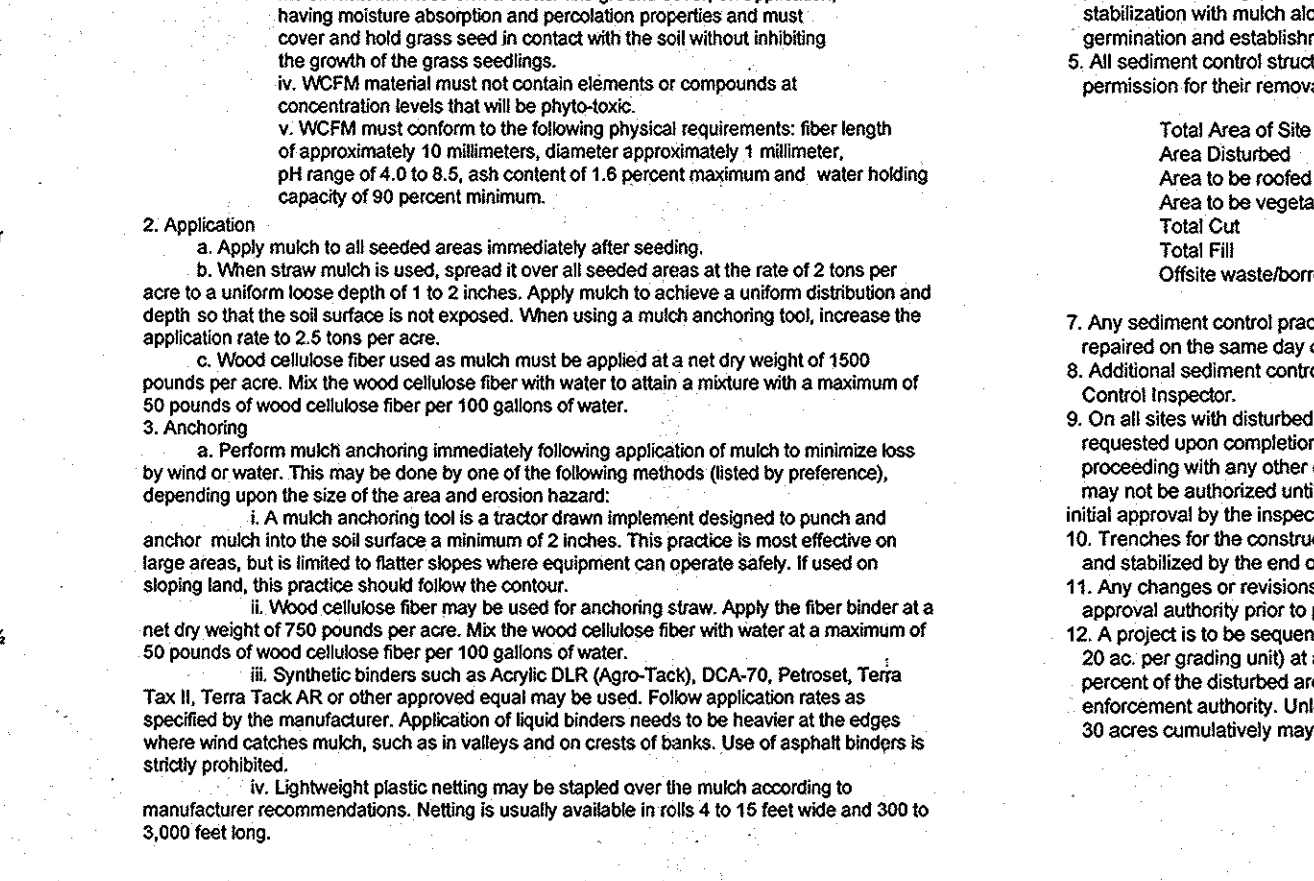 having moisture absorption and percolation properties and must
cover and hold grass seed in contact with the soil without inhibiting
the growth of the grass seedlings.
iv. WCFM material must not contain elements or compounds at
concentration levels that will be phyto-toxic.
v. WCFM must conform to the following physical requirements: fiber length
of approximately 10 millimeters, diameter approximately 1 millimeter,
pH range of 4.0 to 8.5, ash content of 1.6 percent maximum and water holding
capacity of 90 percent minimum.
2. Application
a. Apply mulch to all seeded areas immediately after seeding.
b. When straw mulch is used, spread it over all seeded areas at the rate of 2 tons per
acre to a uniform loose depth of 1 to 2 inches. Apply mulch to achieve a uniform distribution and
depth so that the soil surface is not exposed. When using a mulch anchoring tool, increase the
application rate to 2.5 tons per acre.
c. Wood cellulose fiber used as mulch must be applied at a net dry weight of 1500
pounds per acre. Mix the wood cellulose fiber with water to attain a mixture with a maximum of
50 pounds of wood cellulose fiber per 100 gallons of water.
3. Anchoring
a. Perform mulch anchoring immediately following application of mulch to minimize loss
by wind or water. This may be done by one of the following methods (listed by preference),
depending upon the size of the area and erosion hazard:
i. A mulch anchoring tool is a tractor drawn implement designed to punch and
anchor mulch into the soil surface a minimum of 2 inches. This practice is most effective on
large areas, but is limited to flatter slopes where equipment can operate safely. If used on
sloping land, this practice should follow the contour.
ii. Wood cellulose fiber may be used for anchoring straw. Apply the fiber binder at a
net dry weight of 750 pounds per acre. Mix the wood cellulose fiber with water at a maximum of
50 pounds of wood cellulose fiber per 100 gallons of water.
iii. Synthetic binders such as Acrylic DLR (Agro-Tack), DCA-70, Petroset, Terra
Tax II, Terra Tack AR or other approved equal may be used. Follow application rates as
specified by the manufacturer. Application of liquid binders needs to be heavier at the edges
where wind catches mulch, such as in valleys and on crests of banks. Use of asphalt binders is
strictly prohibited.
iv. Lightweight plastic netting may be stapled over the mulch according to
manufacturer recommendations. Netting is usually available in rolls 4 to 15 feet wide and 300 to
3,000 feet long.
stabilization with mulch alo
germination and establishr
5. All sediment control struct
permission for their remova
Total Area of Site
Area Disturbed
Area to be roofed
Area to be vegeta
Total Cut
Total Fill
Offsite waste/borr
7. Any sediment control prac
repaired on the same day
8. Additional sediment contro
Control Inspector.
9. On all sites with disturbed
requested upon completion
proceeding with any other
may not be authorized unti
initial approval by the inspec
10. Trenches for the constru
and stabilized by the end o
11. Any changes or revisions
approval authority prior to
12. A project is to be sequen
20 ac. per grading unit) at
percent of the disturbed are
enforcement authority. Unl
30 acres cumulatively may